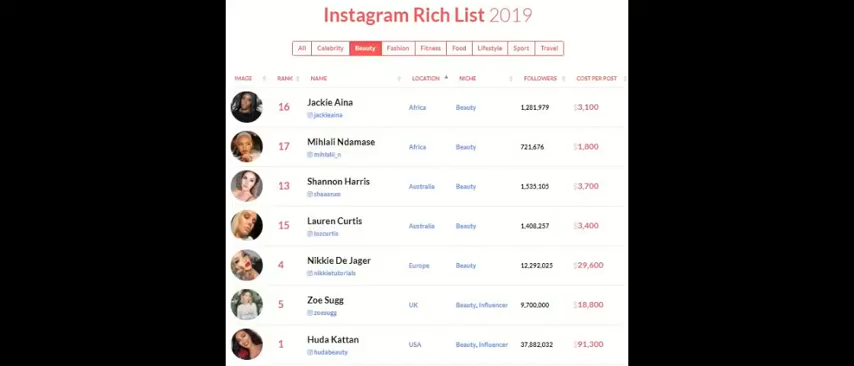 Instagram Rich List 2019
All Celebrity Beauty Fashion Fitness Food Lifestyle Sport Travel
IMAGE RANK NAME LOCATION NICHE FOLLOWERS COST PER POST
16 Jackie Aina Africa Beauty 1,281,979 $3,100
jackieaina
17 Mihlali Ndamase Africa Beauty 721,676 $1,800
mihlalii_n
13 Shannon Harris Australia Beauty 1,535,105 $3,700
shaaanxo
15 Lauren Curtis Australia Beauty 1,408,257 $3,400
lozcurtis
4 Nikkie De Jager Europe Beauty 12,292,025 $29,600
nikkietutorials
5 Zoe Sugg UK Beauty, Influencer 9,700,000 $18,800
zoesugg
1 Huda Kattan USA Beauty, Influencer 37,882,032 $91,300
hudabeauty